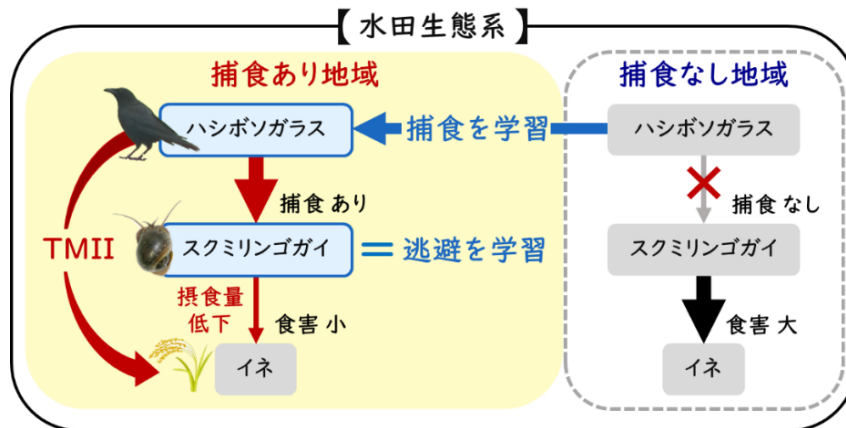 【水田生態系】
捕食あり地域
捕食なし地域
ハシボソガラス
捕食を学習
ハシボソガラス
捕食 あり
捕食 なし
TMII
スクミリンゴガイ
逃避を学習
スクミリンゴガイ
摂食量
低下
食害 小
食害 大
イネ
イネ